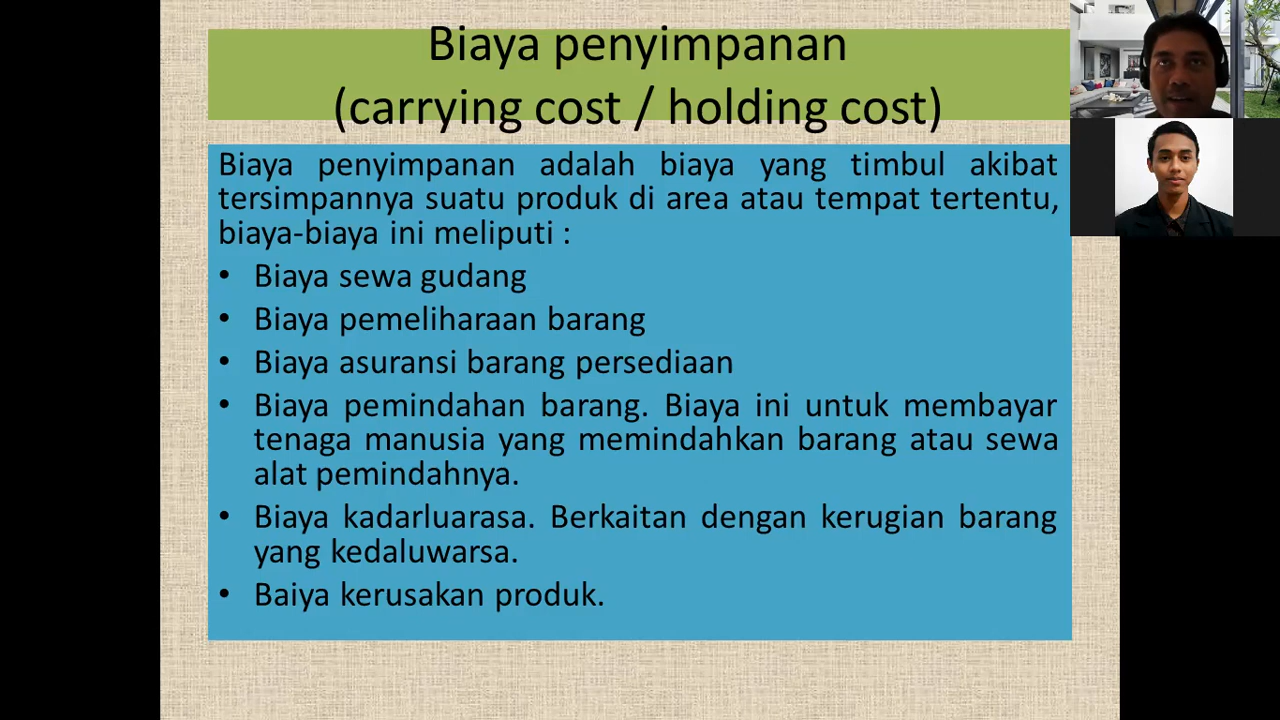 Biaya penyimpanan
(carrying cost / holding cost)
Biaya penyimpanan adalah biaya yang timbul akibat
tersimpannya suatu produk di area atau tempat tertentu,
biaya-biaya ini meliputi :
• Biaya sewa gudang
• Biaya pemeliharaan barang
• Biaya asuransi barang persediaan
• Biaya pemindahan barang. Biaya ini untuk membayar
tenaga manusia yang memindahkan barang atau sewa
alat pemindahnya.
• Biaya kadarluarasa. Berkaitan dengan kerugian barang
yang kedaluwarsa.
• Baiya kerusakan produk.